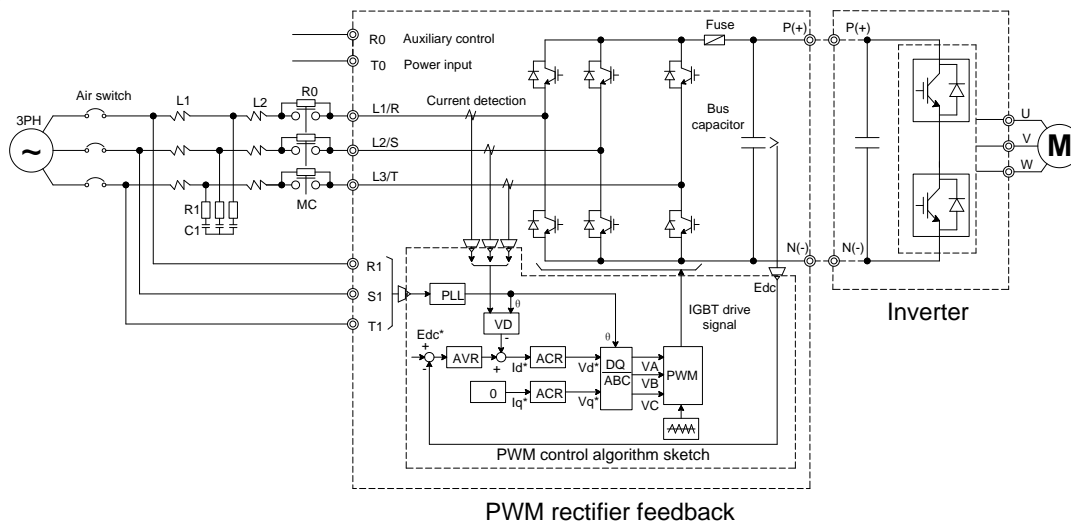 R0 Auxiliary control
T0 Power input
Fuse
P(+)
P(+)
Air switch
L1
L2
R0
L1/R
Current detection
Bus
capacitor
3PH
~
L2/S
L3/T
U
V
W
M
R1
C1
MC
N(-)
N(-)
R1
S1
T1
PLL
θ
VD
-
Edc
IGBT drive
signal
Inverter
Edc*
+
-
AVR
+
Id*
ACR
Vd*
θ
DQ
ABC
VA
VB
VC
PWM
0
Iq*
ACR
Vq*
PWM control algorithm sketch
PWM rectifier feedback